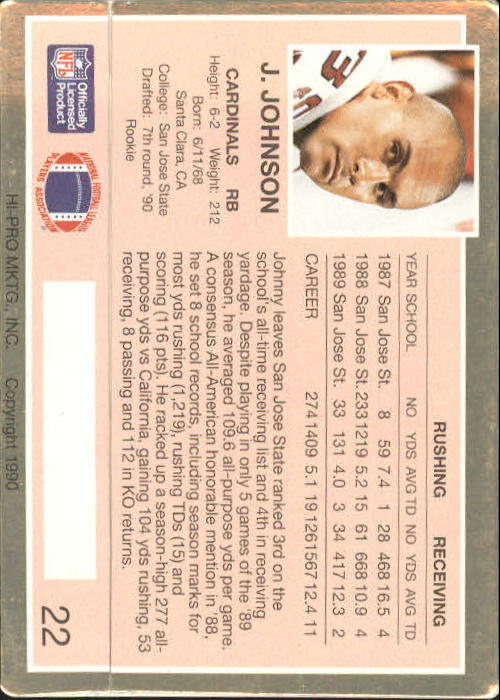 J. JOHNSON
CARDINALS RB
Height: 6-2 Weight: 212
Born: 6/11/68
Santa Clara, CA
College: San Jose State
Drafted: 7th round, '90
Rookie
NFL
Officially
Licensed
Product
RUSHING RECEIVING
YEAR SCHOOL NO YDS AVG TD NO YDS AVG TD
1987 San Jose St. 8 59 7.4 1 28 468 16.5 4
1988 San Jose St. 233 1219 5.2 15 61 668 10.9 4
1989 San Jose St. 33 131 4.0 3 34 417 12.3 2
CAREER 274 1409 5.1 19 126 1567 12.4 11
Johnny leaves San Jose State ranked 3rd on the
school's all-time receiving list and 4th in receiving
yardage. Despite playing in only 5 games of the '89
season, he averaged 109.6 all-purpose yds per game.
A consensus All-American honorable mention in '88,
he set 8 school records, including season marks for
most yds rushing (1,219), rushing TDs (15) and
scoring (116 pts). He racked up a season-high 277 all-
purpose yds vs California, gaining 104 yds rushing, 53
receiving, 8 passing and 112 in KO returns.
NATIONAL FOOTBALL LEAGUE
PLAYERS ASSOCIATION
22
HI-PRO MKTG., INC. Copyright 1990